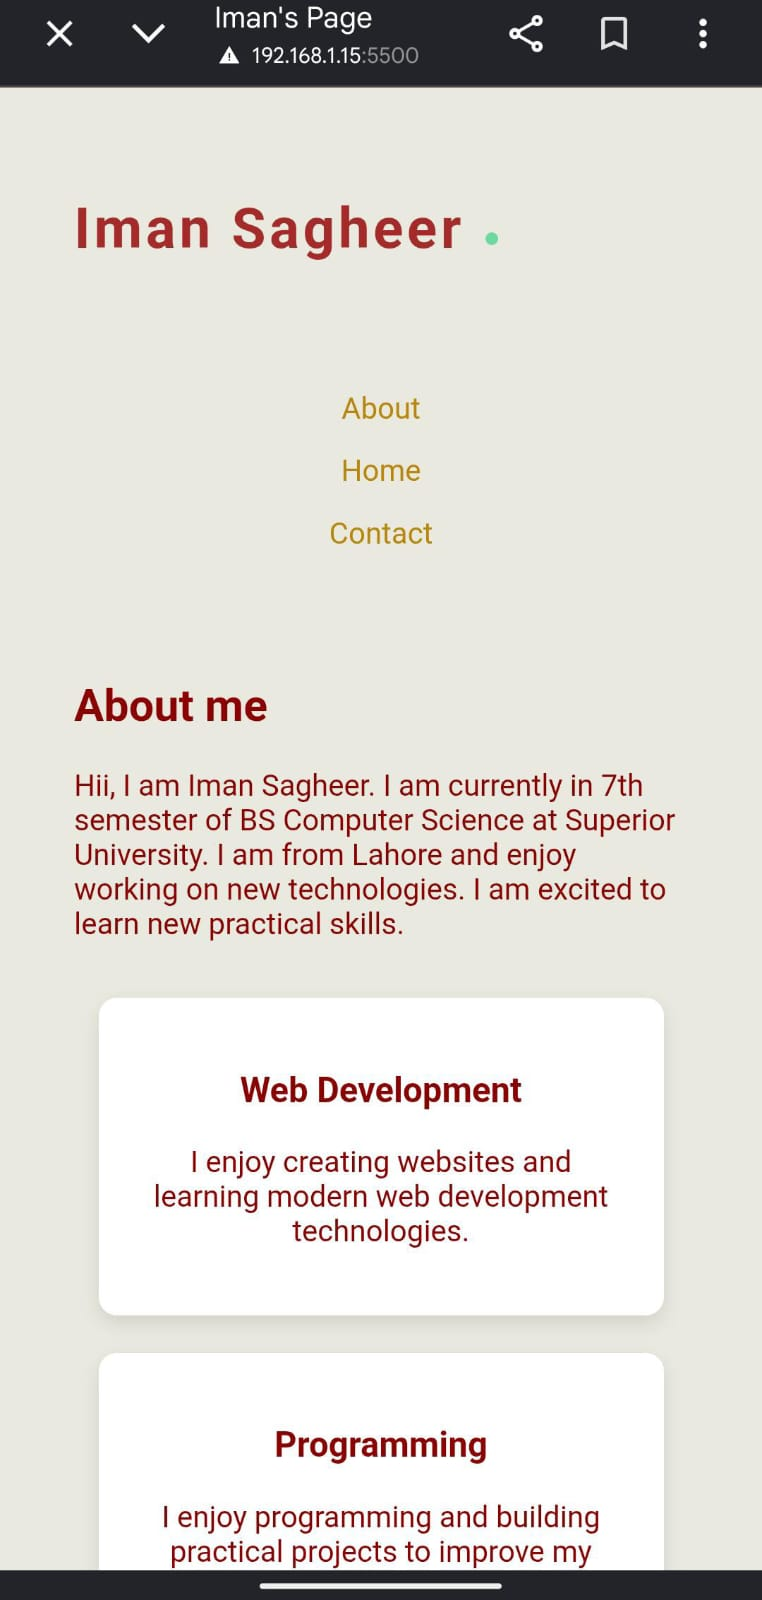 Iman's Page
192.168.1.15:5500
Iman Sagheer .
About
Home
Contact
About me
Hii, I am Iman Sagheer. I am currently in 7th
semester of BS Computer Science at Superior
University. I am from Lahore and enjoy
working on new technologies. I am excited to
learn new practical skills.
Web Development
I enjoy creating websites and
learning modern web development
technologies.
Programming
I enjoy programming and building
practical projects to improve my